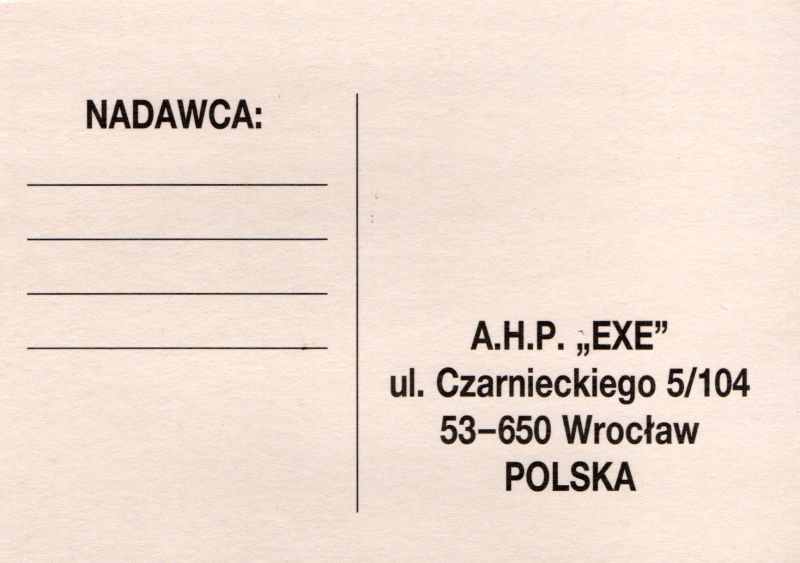 NADAWCA:
A.H.P. „EXE”
ul. Czarnieckiego 5/104
53–650 Wrocław
POLSKA